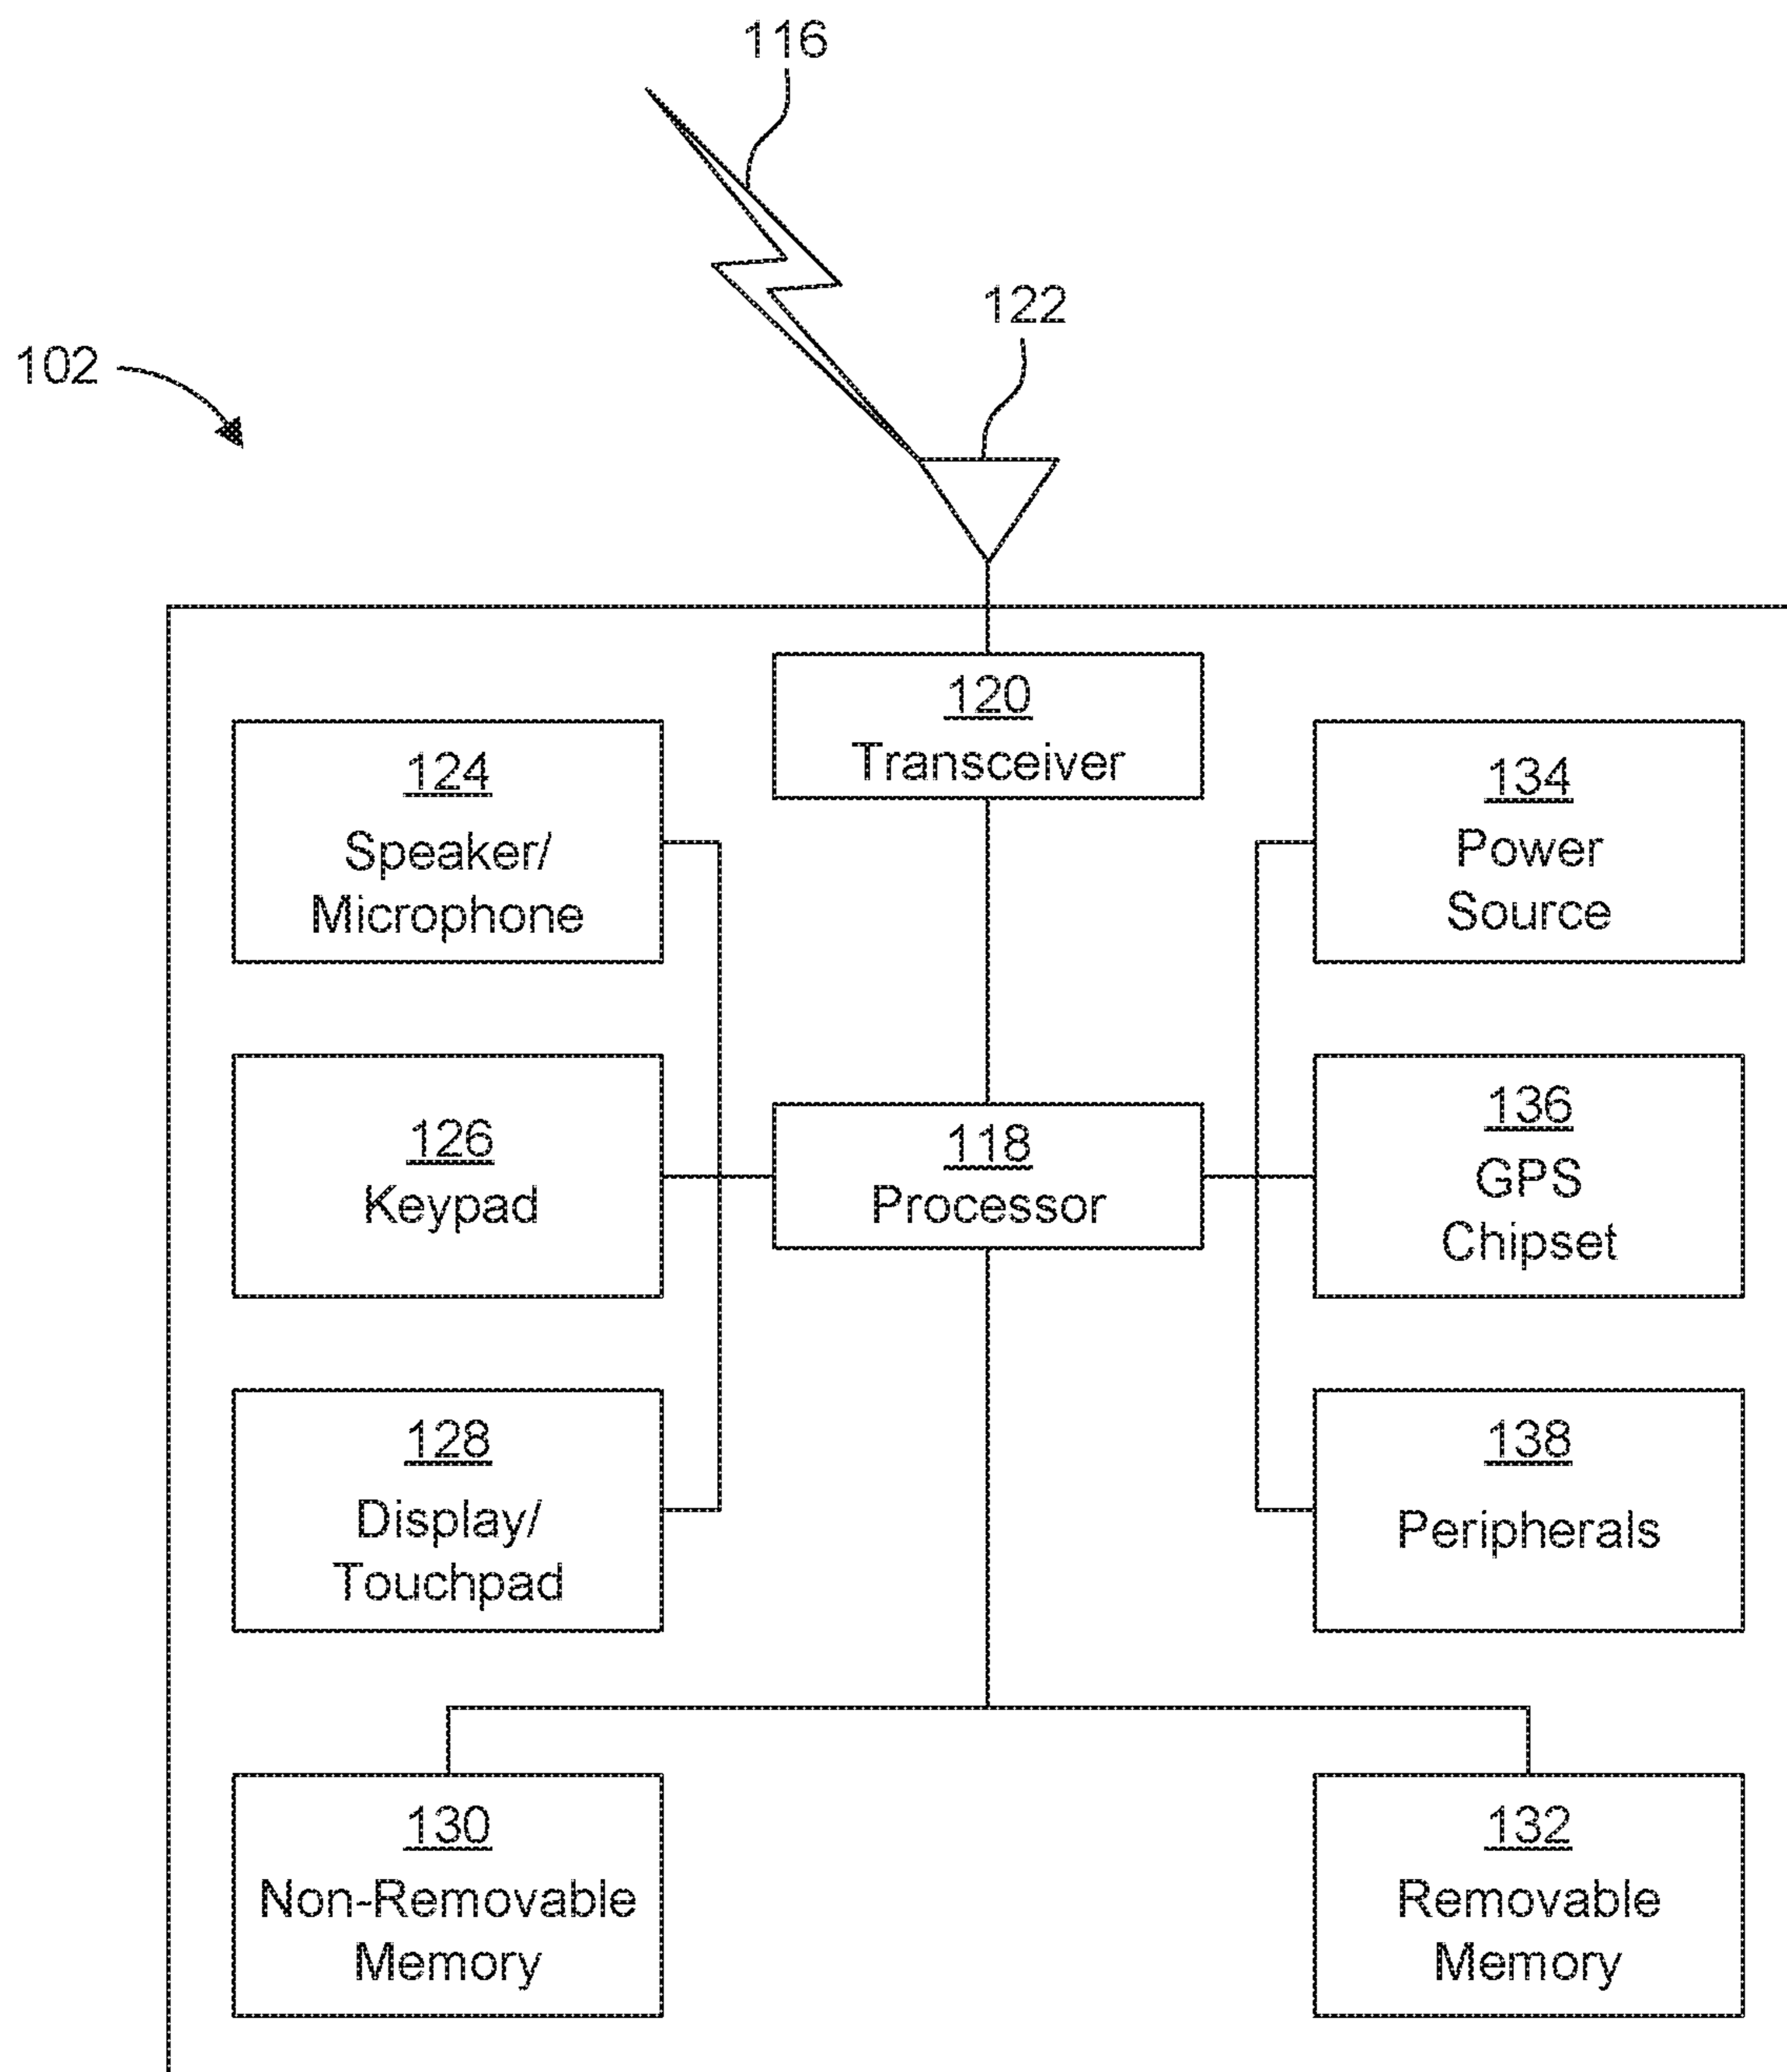 116
122
102
120
Transceiver
124
Speaker/
Microphone
134
Power
Source
126
Keypad
118
Processor
136
GPS
Chipset
128
Display/
Touchpad
138
Peripherals
130
Non-Removable
Memory
132
Removable
Memory